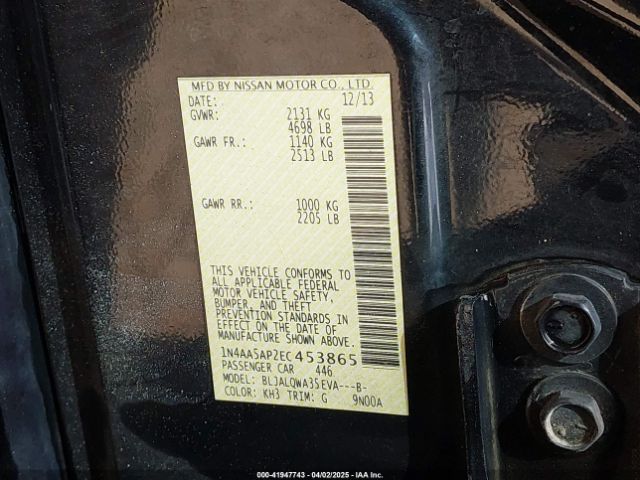 MFD BY NISSAN MOTOR CO., LTD
DATE: 12/13
GVWR: 2131 KG
4698 LB
GAWR FR.: 1140 KG
2513 LB
GAWR RR.: 1000 KG
2205 LB
THIS VEHICLE CONFORMS TO
ALL APPLICABLE FEDERAL
MOTOR VEHICLE SAFETY,
BUMPER, AND THEFT
PREVENTION STANDARDS IN
EFFECT ON THE DATE OF
MANUFACTURE SHOWN ABOVE.
1N4AA5AP2EC 453865
PASSENGER CAR 446
MODEL: BLJALQWA35EVA---B-
COLOR: KH3 TRIM: G 9N00A
000-41947743 - 04/02/2025 - IAA Inc.